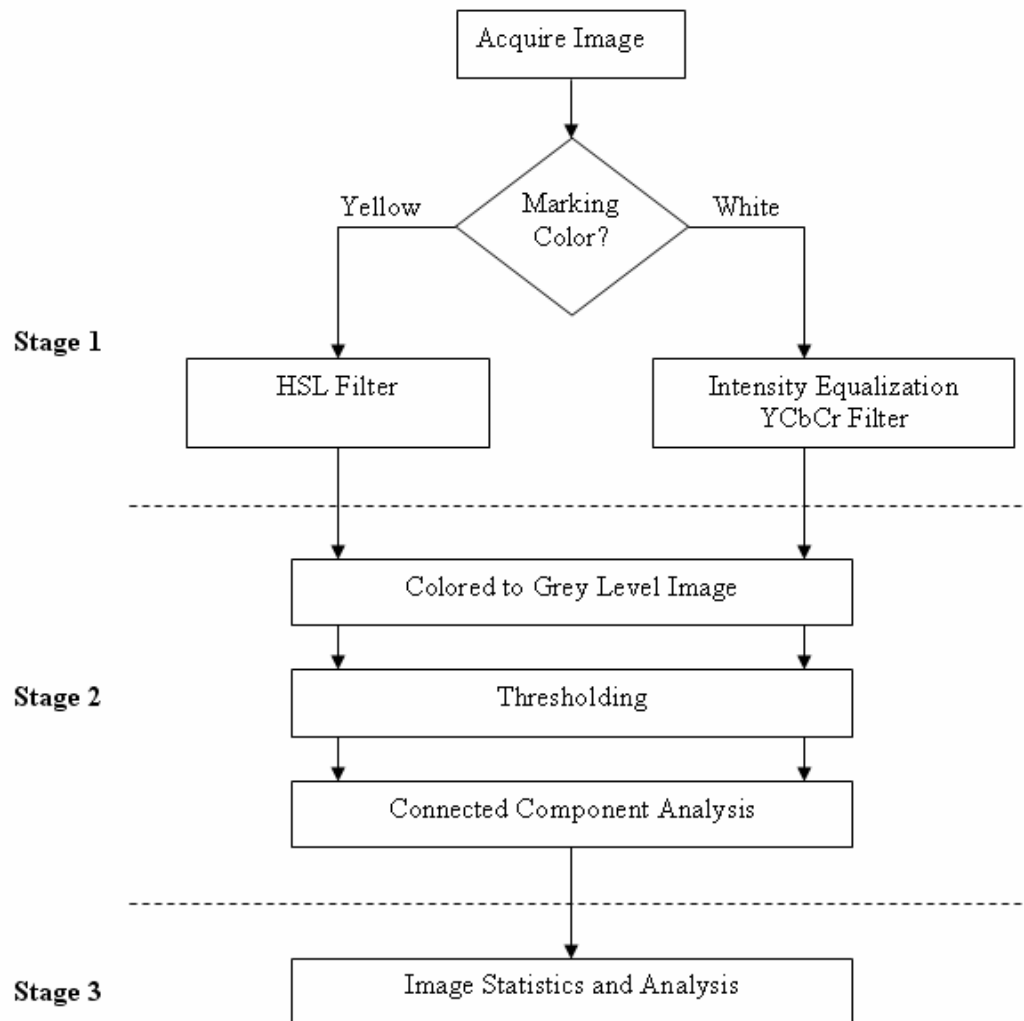 Acquire Image
Marking
Color?
Yellow
White
Stage 1
HSL Filter
Intensity Equalization
YCbCr Filter
Colored to Grey Level Image
Stage 2
Thresholding
Connected Component Analysis
Stage 3
Image Statistics and Analysis